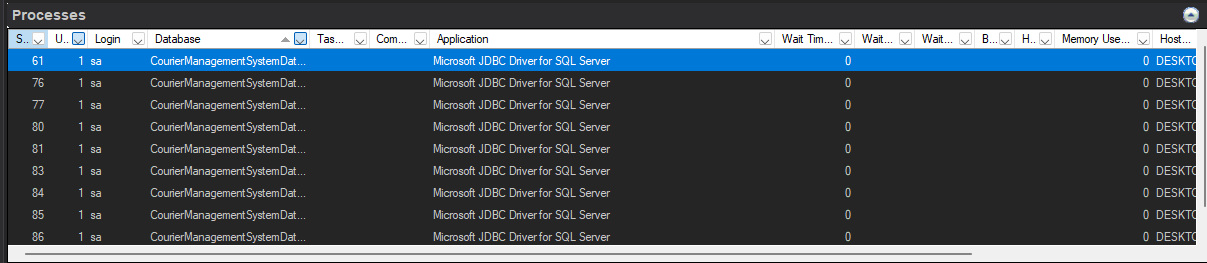 Processes
S... U... Login Database Tas... Com... Application Wait Tim... Wait... Wait... B... H... Memory Use... Host...
61 1 sa CourierManagementSystemDat... Microsoft JDBC Driver for SQL Server 0 0 DESKTO
76 1 sa CourierManagementSystemDat... Microsoft JDBC Driver for SQL Server 0 0 DESKTO
77 1 sa CourierManagementSystemDat... Microsoft JDBC Driver for SQL Server 0 0 DESKTO
80 1 sa CourierManagementSystemDat... Microsoft JDBC Driver for SQL Server 0 0 DESKTO
81 1 sa CourierManagementSystemDat... Microsoft JDBC Driver for SQL Server 0 0 DESKTO
83 1 sa CourierManagementSystemDat... Microsoft JDBC Driver for SQL Server 0 0 DESKTO
84 1 sa CourierManagementSystemDat... Microsoft JDBC Driver for SQL Server 0 0 DESKTO
85 1 sa CourierManagementSystemDat... Microsoft JDBC Driver for SQL Server 0 0 DESKTO
86 1 sa CourierManagementSystemDat... Microsoft JDBC Driver for SQL Server 0 0 DESKTO